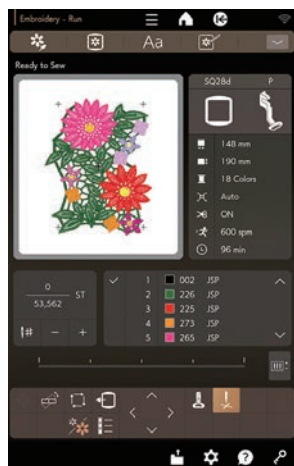 Embroidery - Run
Aa
Ready to Sew
SQ28d P
148 mm
190 mm
18 Colors
Auto
ON
600 spm
96 min
0
53,562
ST
1 002 JSP
2 226 JSP
3 225 JSP
4 273 JSP
5 265 JSP
# - +